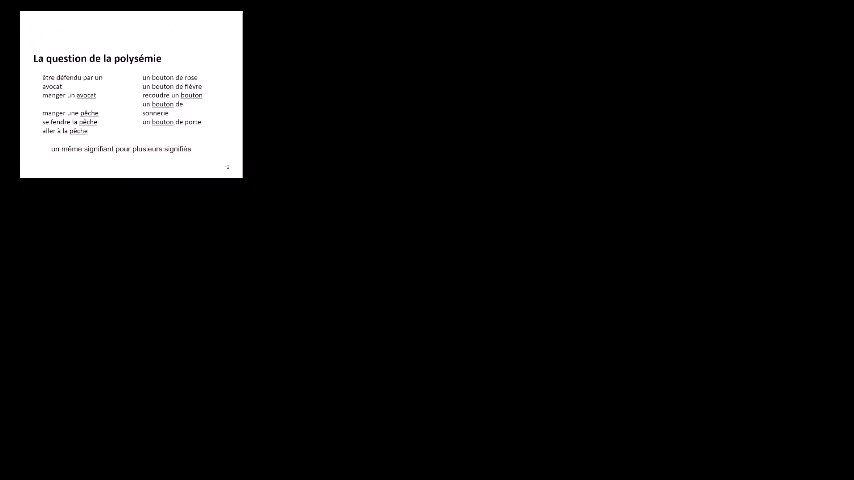 La question de la polysémie
être défendu par un
avocat
manger un avocat
manger une pêche
se fendre la pêche
aller à la pêche
un bouton de rose
un bouton de fièvre
recoudre un bouton
un bouton de
sonnerie
un bouton de porte
un même signifiant pour plusieurs signifiés